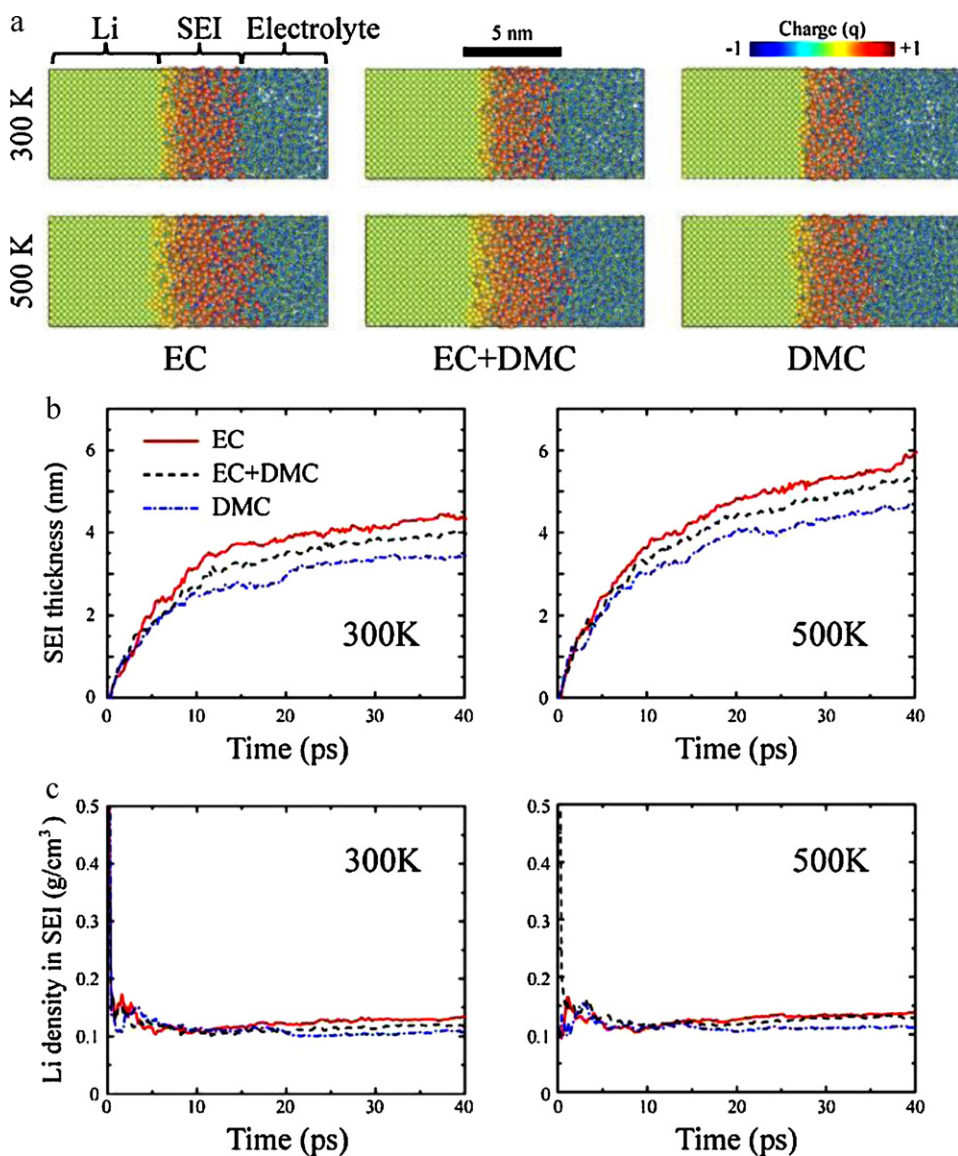 a
Li SEI Electrolyte
5 nm
Charge (q)
-1 +1
300 K
500 K
EC EC+DMC DMC
b
SEI thickness (nm)
6
4
2
0
EC
EC+DMC
DMC
300K
0 10 20 30 40
Time (ps)
6
4
2
0
500K
0 10 20 30 40
Time (ps)
c
Li density in SEI (g/cm³)
0.5
0.4
0.3
0.2
0.1
0
300K
0 10 20 30 40
Time (ps)
0.5
0.4
0.3
0.2
0.1
0
500K
0 10 20 30 40
Time (ps)